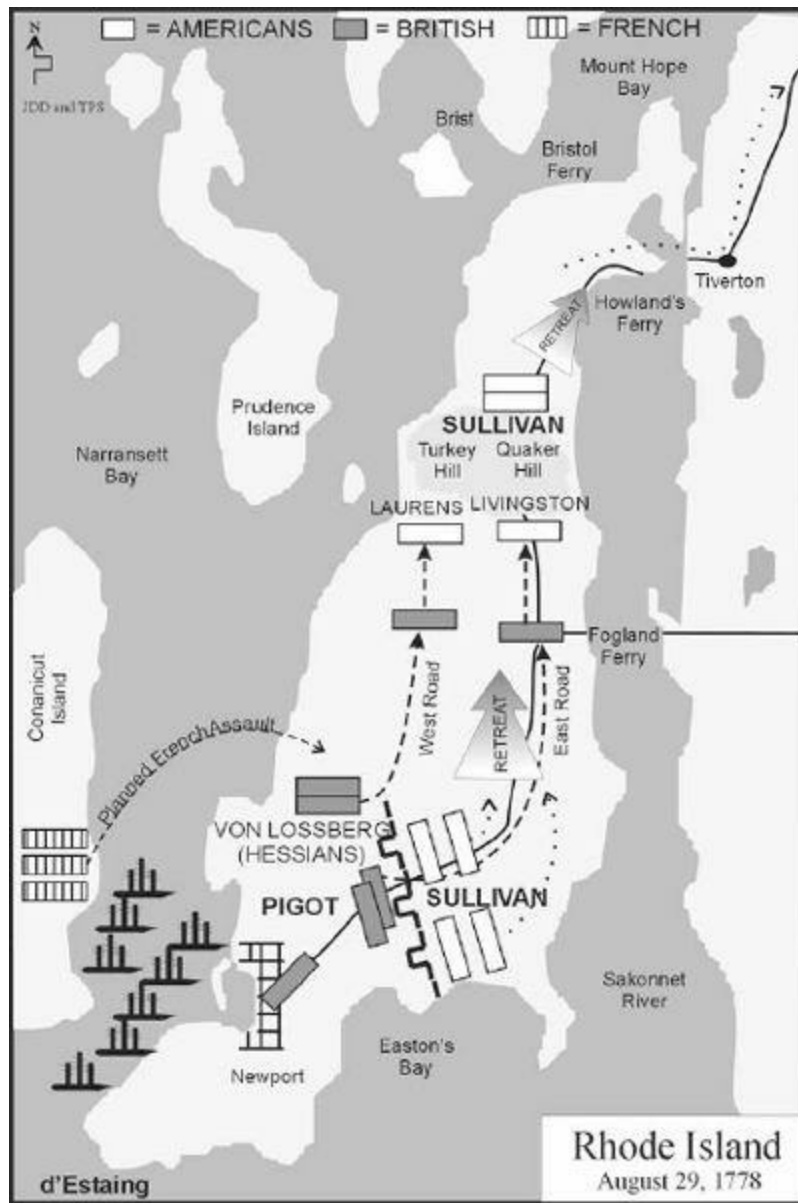 = AMERICANS
= BRITISH
= FRENCH
N
JDD and TPS
Mount Hope
Bay
Brist
Bristol
Ferry
Tiverton
Howland's
Ferry
RETREAT
Prudence
Island
SULLIVAN
Turkey
Hill
Quaker
Hill
Narransett
Bay
LAURENS
LIVINGSTON
Fogland
Ferry
Conanicut
Island
West Road
RETREAT
East Road
Planned French Assault
VON LOSSBERG
(HESSIANS)
PIGOT
SULLIVAN
Sakonnet
River
Easton's
Bay
Newport
Rhode Island
August 29, 1778
d'Estaing